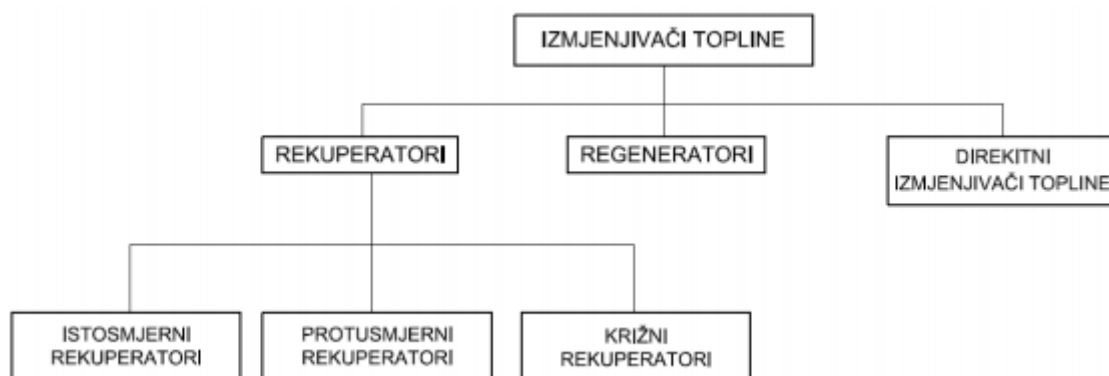 IZMJENJIVAČI TOPLINE
REKUPERATORI
REGENERATORI
DIREKITNI
IZMJENJIVAČI TOPLINE
ISTOSMJERNI
REKUPERATORI
PROTUSMJERNI
REKUPERATORI
KRIŽNI
REKUPERATORI